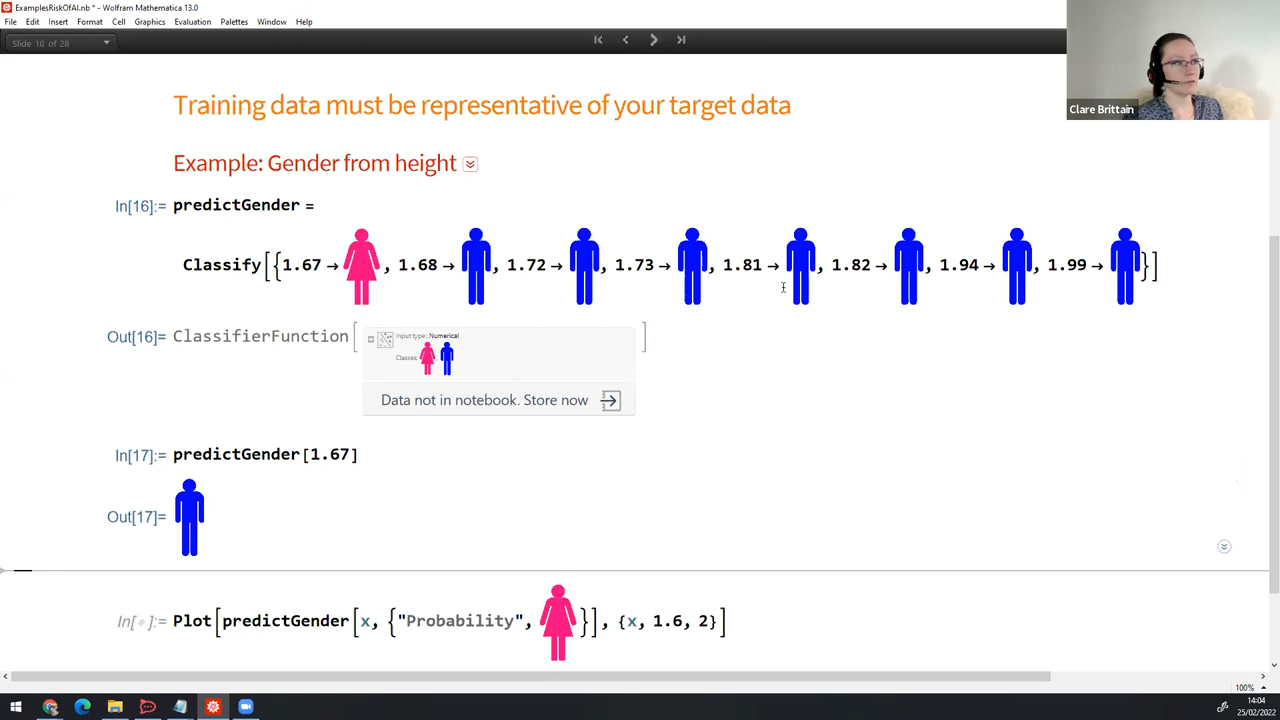 ExamplesRiskOfAI.nb * - Wolfram Mathematica 13.0
File Edit Insert Format Cell Graphics Evaluation Palettes Window Help
Slide 10 of 28
Clare Brittain
Training data must be representative of your target data
Example: Gender from height
In[16]:= predictGender =
Classify[{1.67→ , 1.68→ , 1.72→ , 1.73→ , 1.81→ , 1.82→ , 1.94→ , 1.99→ }]
Out[16]= ClassifierFunction[ ]
Input type: Numerical
Classes:
Data not in notebook. Store now
In[17]:= predictGender[1.67]
Out[17]=
In[ ]:= Plot[predictGender[x, {"Probability", }], {x, 1.6, 2}]
100%
14:04
25/02/2022